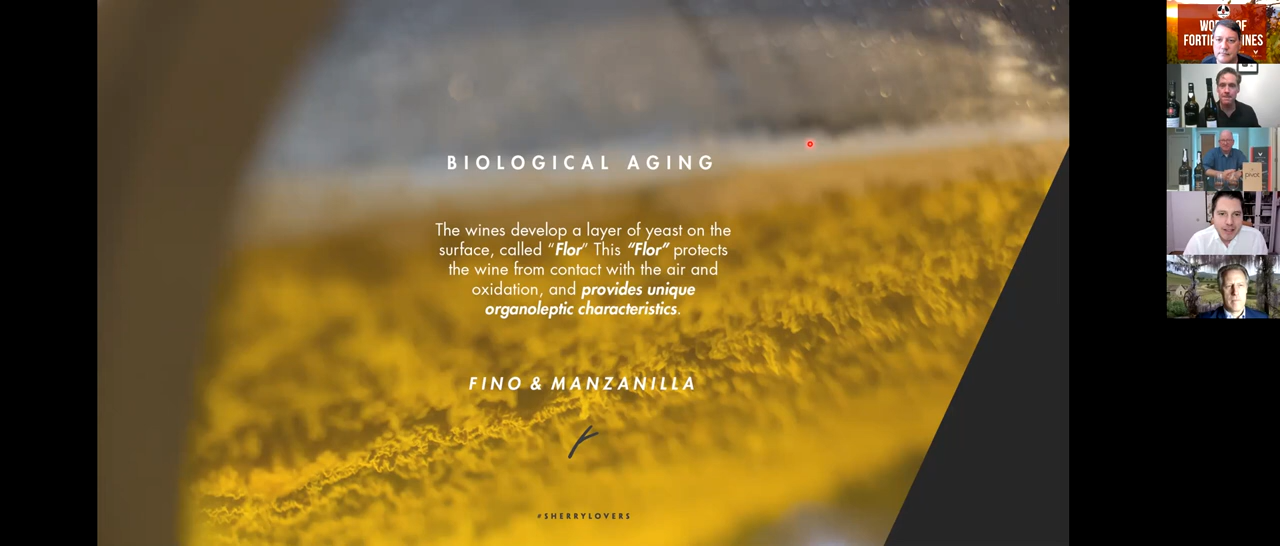 BIOLOGICAL AGING
The wines develop a layer of yeast on the
surface, called “Flor” This “Flor” protects
the wine from contact with the air and
oxidation, and provides unique
organoleptic characteristics.
FINO & MANZANILLA
#SHERRYLOVERS